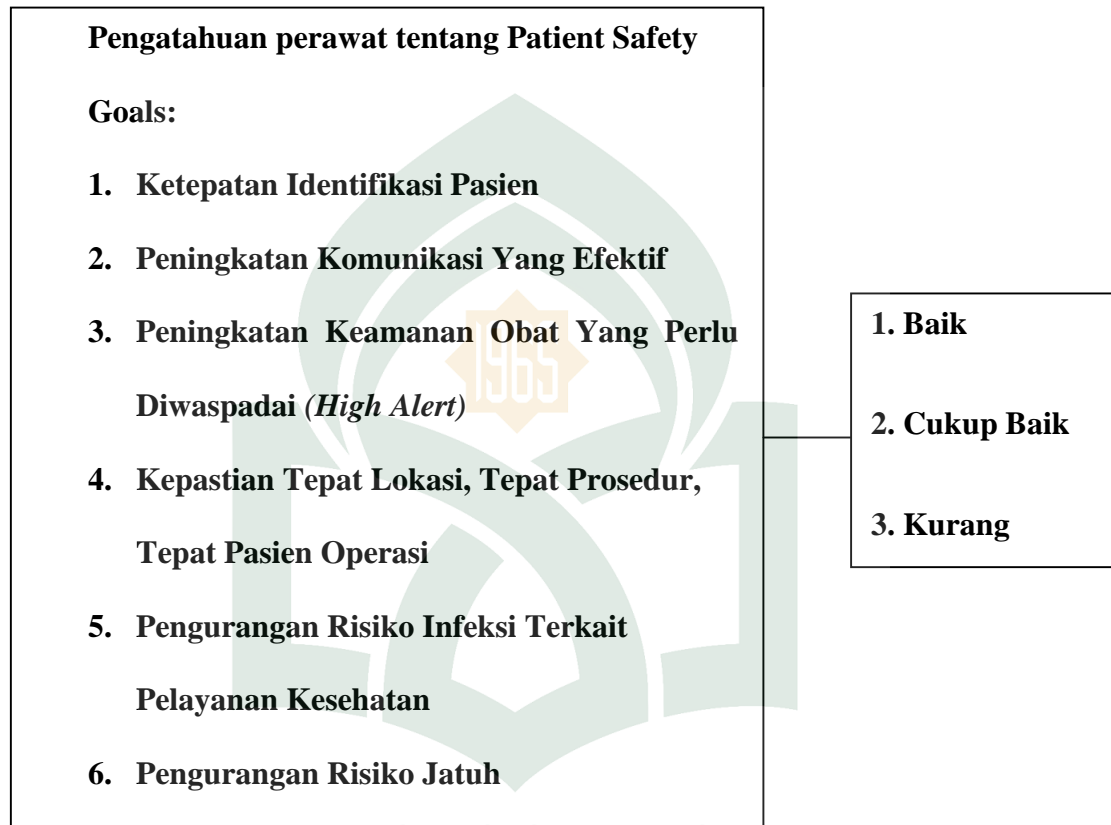 Pengatahuan perawat tentang Patient Safety
Goals:
1. Ketepatan Identifikasi Pasien
2. Peningkatan Komunikasi Yang Efektif
3. Peningkatan Keamanan Obat Yang Perlu
Diwaspadai (High Alert)
4. Kepastian Tepat Lokasi, Tepat Prosedur,
Tepat Pasien Operasi
5. Pengurangan Risiko Infeksi Terkait
Pelayanan Kesehatan
6. Pengurangan Risiko Jatuh
1965
1. Baik
2. Cukup Baik
3. Kurang